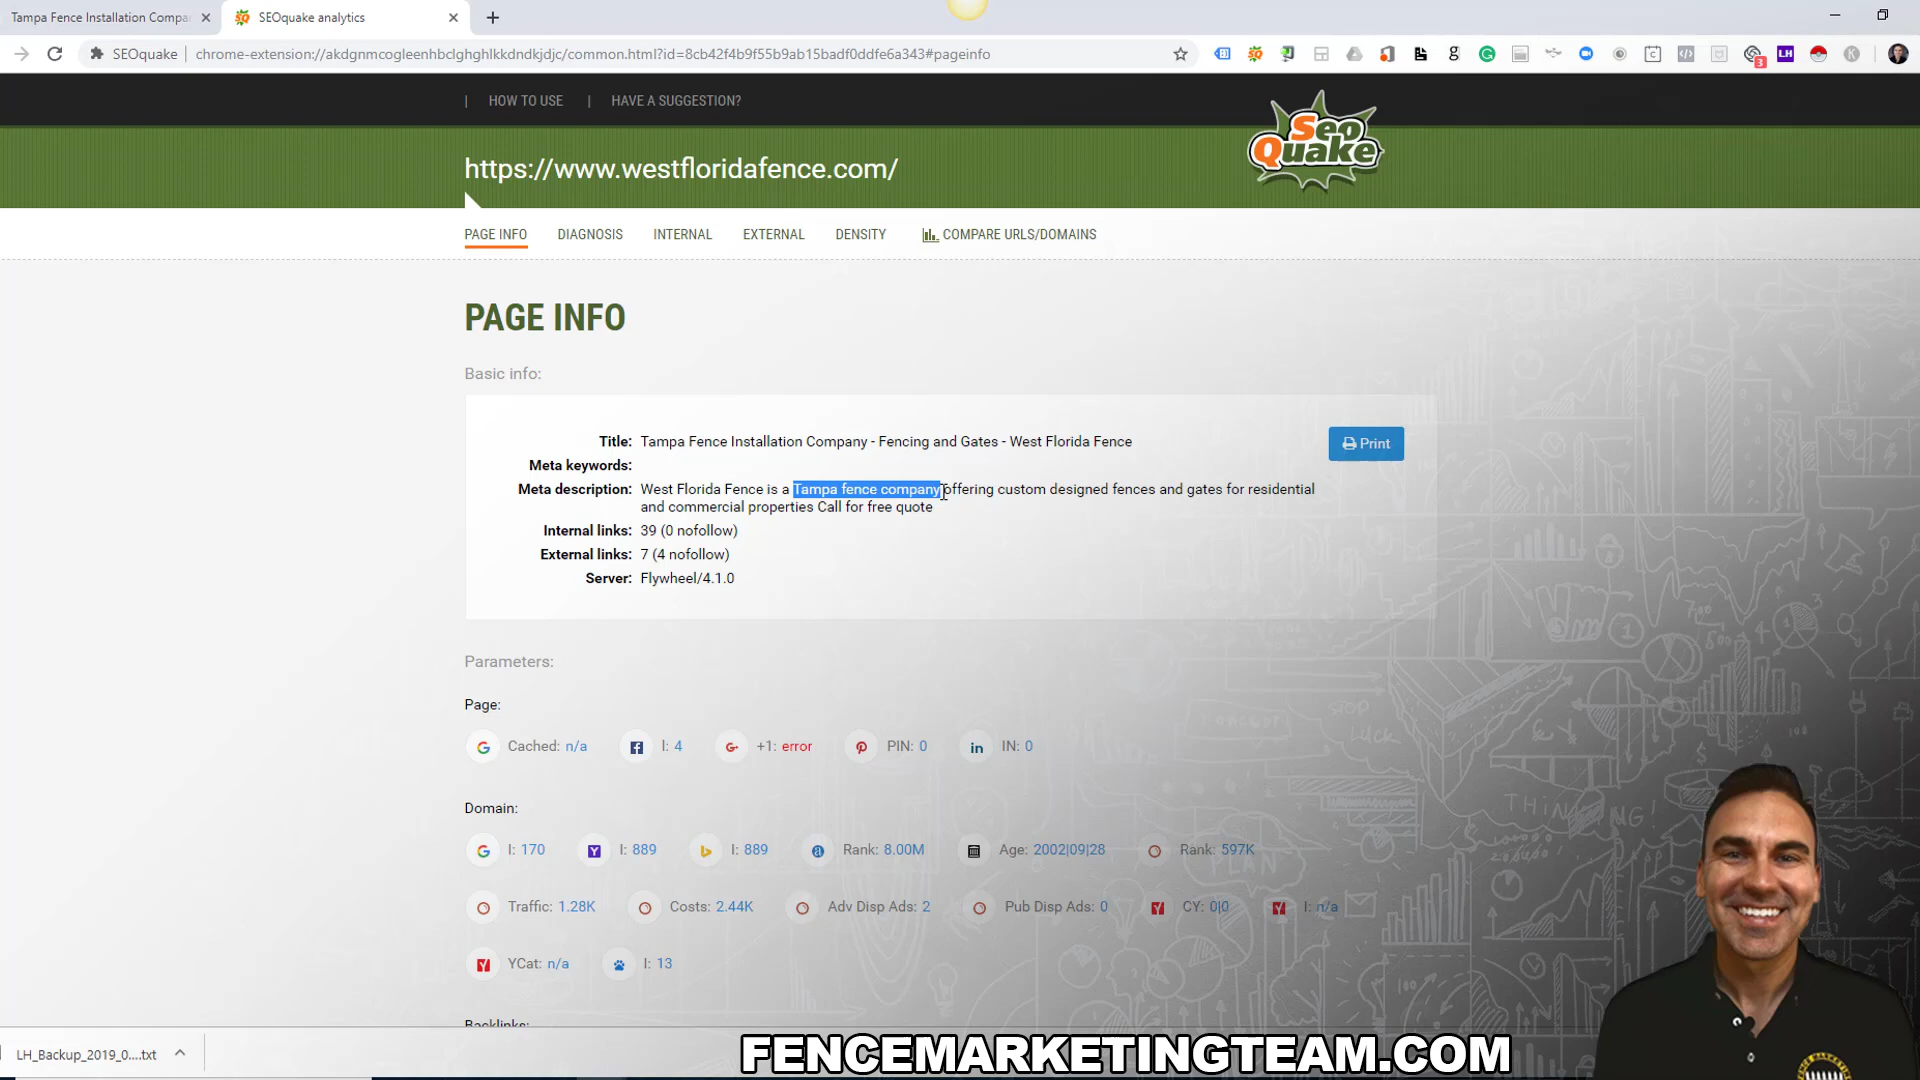 Tampa Fence Installation Compa
SEOquake analytics
SEOquake
chrome-extension://akdgnmcogleenhbclghghlkkdndkjdjc/common.html?id=8cb42f4b9f55b9ab15badf0ddfe6a343#pageinfo
3
LH
| HOW TO USE | HAVE A SUGGESTION?
Seo
Quake
https://www.westfloridafence.com/
PAGE INFO DIAGNOSIS INTERNAL EXTERNAL DENSITY COMPARE URLS/DOMAINS
PAGE INFO
Basic info:
Title: Tampa Fence Installation Company - Fencing and Gates - West Florida Fence
Print
Meta keywords:
Meta description: West Florida Fence is a Tampa fence company offering custom designed fences and gates for residential
and commercial properties Call for free quote
Internal links: 39 (0 nofollow)
External links: 7 (4 nofollow)
Server: Flywheel/4.1.0
Parameters:
Page:
Cached: n/a I: 4 +1: error PIN: 0 IN: 0
Domain:
I: 170 I: 889 I: 889 Rank: 8.00M Age: 2002|09|28 Rank: 597K
Traffic: 1.28K Costs: 2.44K Adv Disp Ads: 2 Pub Disp Ads: 0 CY: 0|0 I: n/a
YCat: n/a I: 13
Backlinks:
THINKING!
PLAN
LH_Backup_2019_0....txt
FENCEMARKETINGTEAM.COM